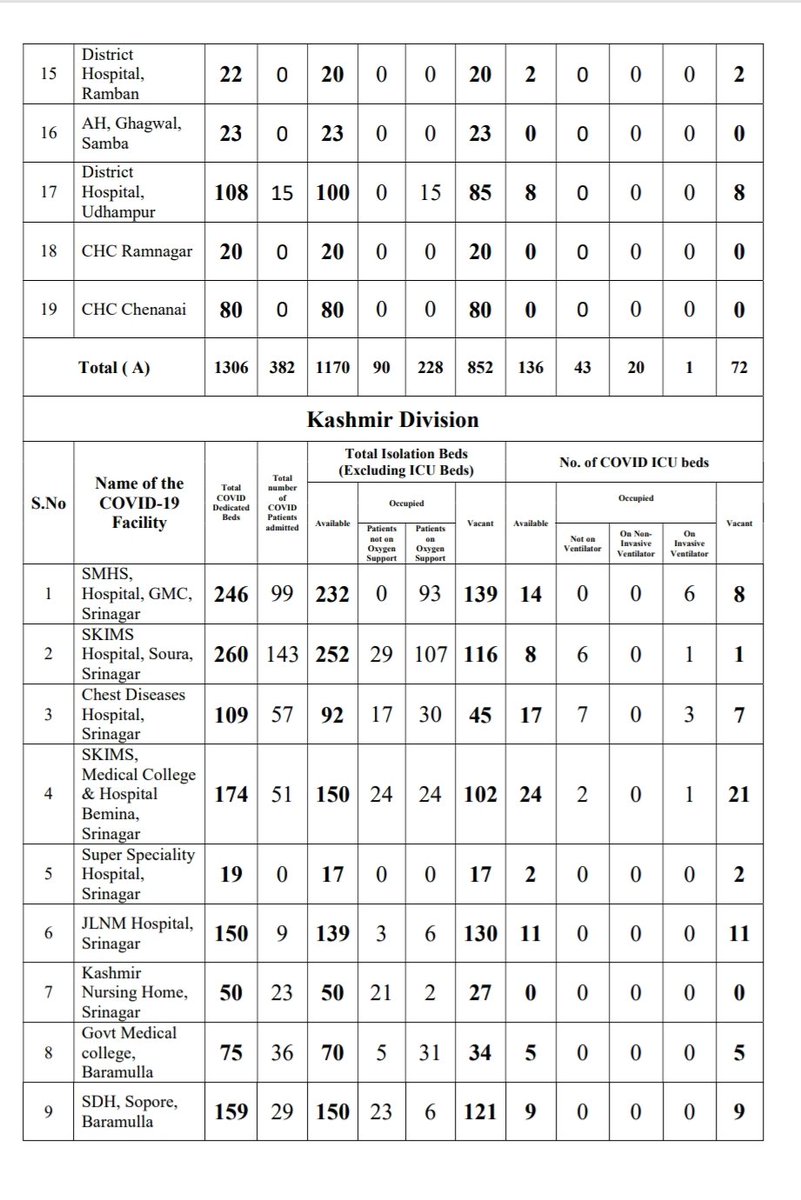 15 District Hospital, Ramban 22 0 20 0 0 20 2 0 0 0 2
16 AH, Ghagwal, Samba 23 0 23 0 0 23 0 0 0 0 0
17 District Hospital, Udhampur 108 15 100 0 15 85 8 0 0 0 8
18 CHC Ramnagar 20 0 20 0 0 20 0 0 0 0 0
19 CHC Chenanai 80 0 80 0 0 80 0 0 0 0 0
Total ( A) 1306 382 1170 90 228 852 136 43 20 1 72
Kashmir Division
S.No Name of the COVID-19 Facility Total COVID Dedicated Beds Total number of COVID Patients admitted Total Isolation Beds (Excluding ICU Beds) No. of COVID ICU beds
Available Occupied Vacant Available Occupied Vacant
Patients not on Oxygen Support Patients on Oxygen Support Not on Ventilator On Non-Invasive Ventilator On Invasive Ventilator
1 SMHS, Hospital, GMC, Srinagar 246 99 232 0 93 139 14 0 0 6 8
2 SKIMS Hospital, Soura, Srinagar 260 143 252 29 107 116 8 6 0 1 1
3 Chest Diseases Hospital, Srinagar 109 57 92 17 30 45 17 7 0 3 7
4 SKIMS, Medical College & Hospital Bemina, Srinagar 174 51 150 24 24 102 24 2 0 1 21
5 Super Speciality Hospital, Srinagar 19 0 17 0 0 17 2 0 0 0 2
6 JLNM Hospital, Srinagar 150 9 139 3 6 130 11 0 0 0 11
7 Kashmir Nursing Home, Srinagar 50 23 50 21 2 27 0 0 0 0 0
8 Govt Medical college, Baramulla 75 36 70 5 31 34 5 0 0 0 5
9 SDH, Sopore, Baramulla 159 29 150 23 6 121 9 0 0 0 9